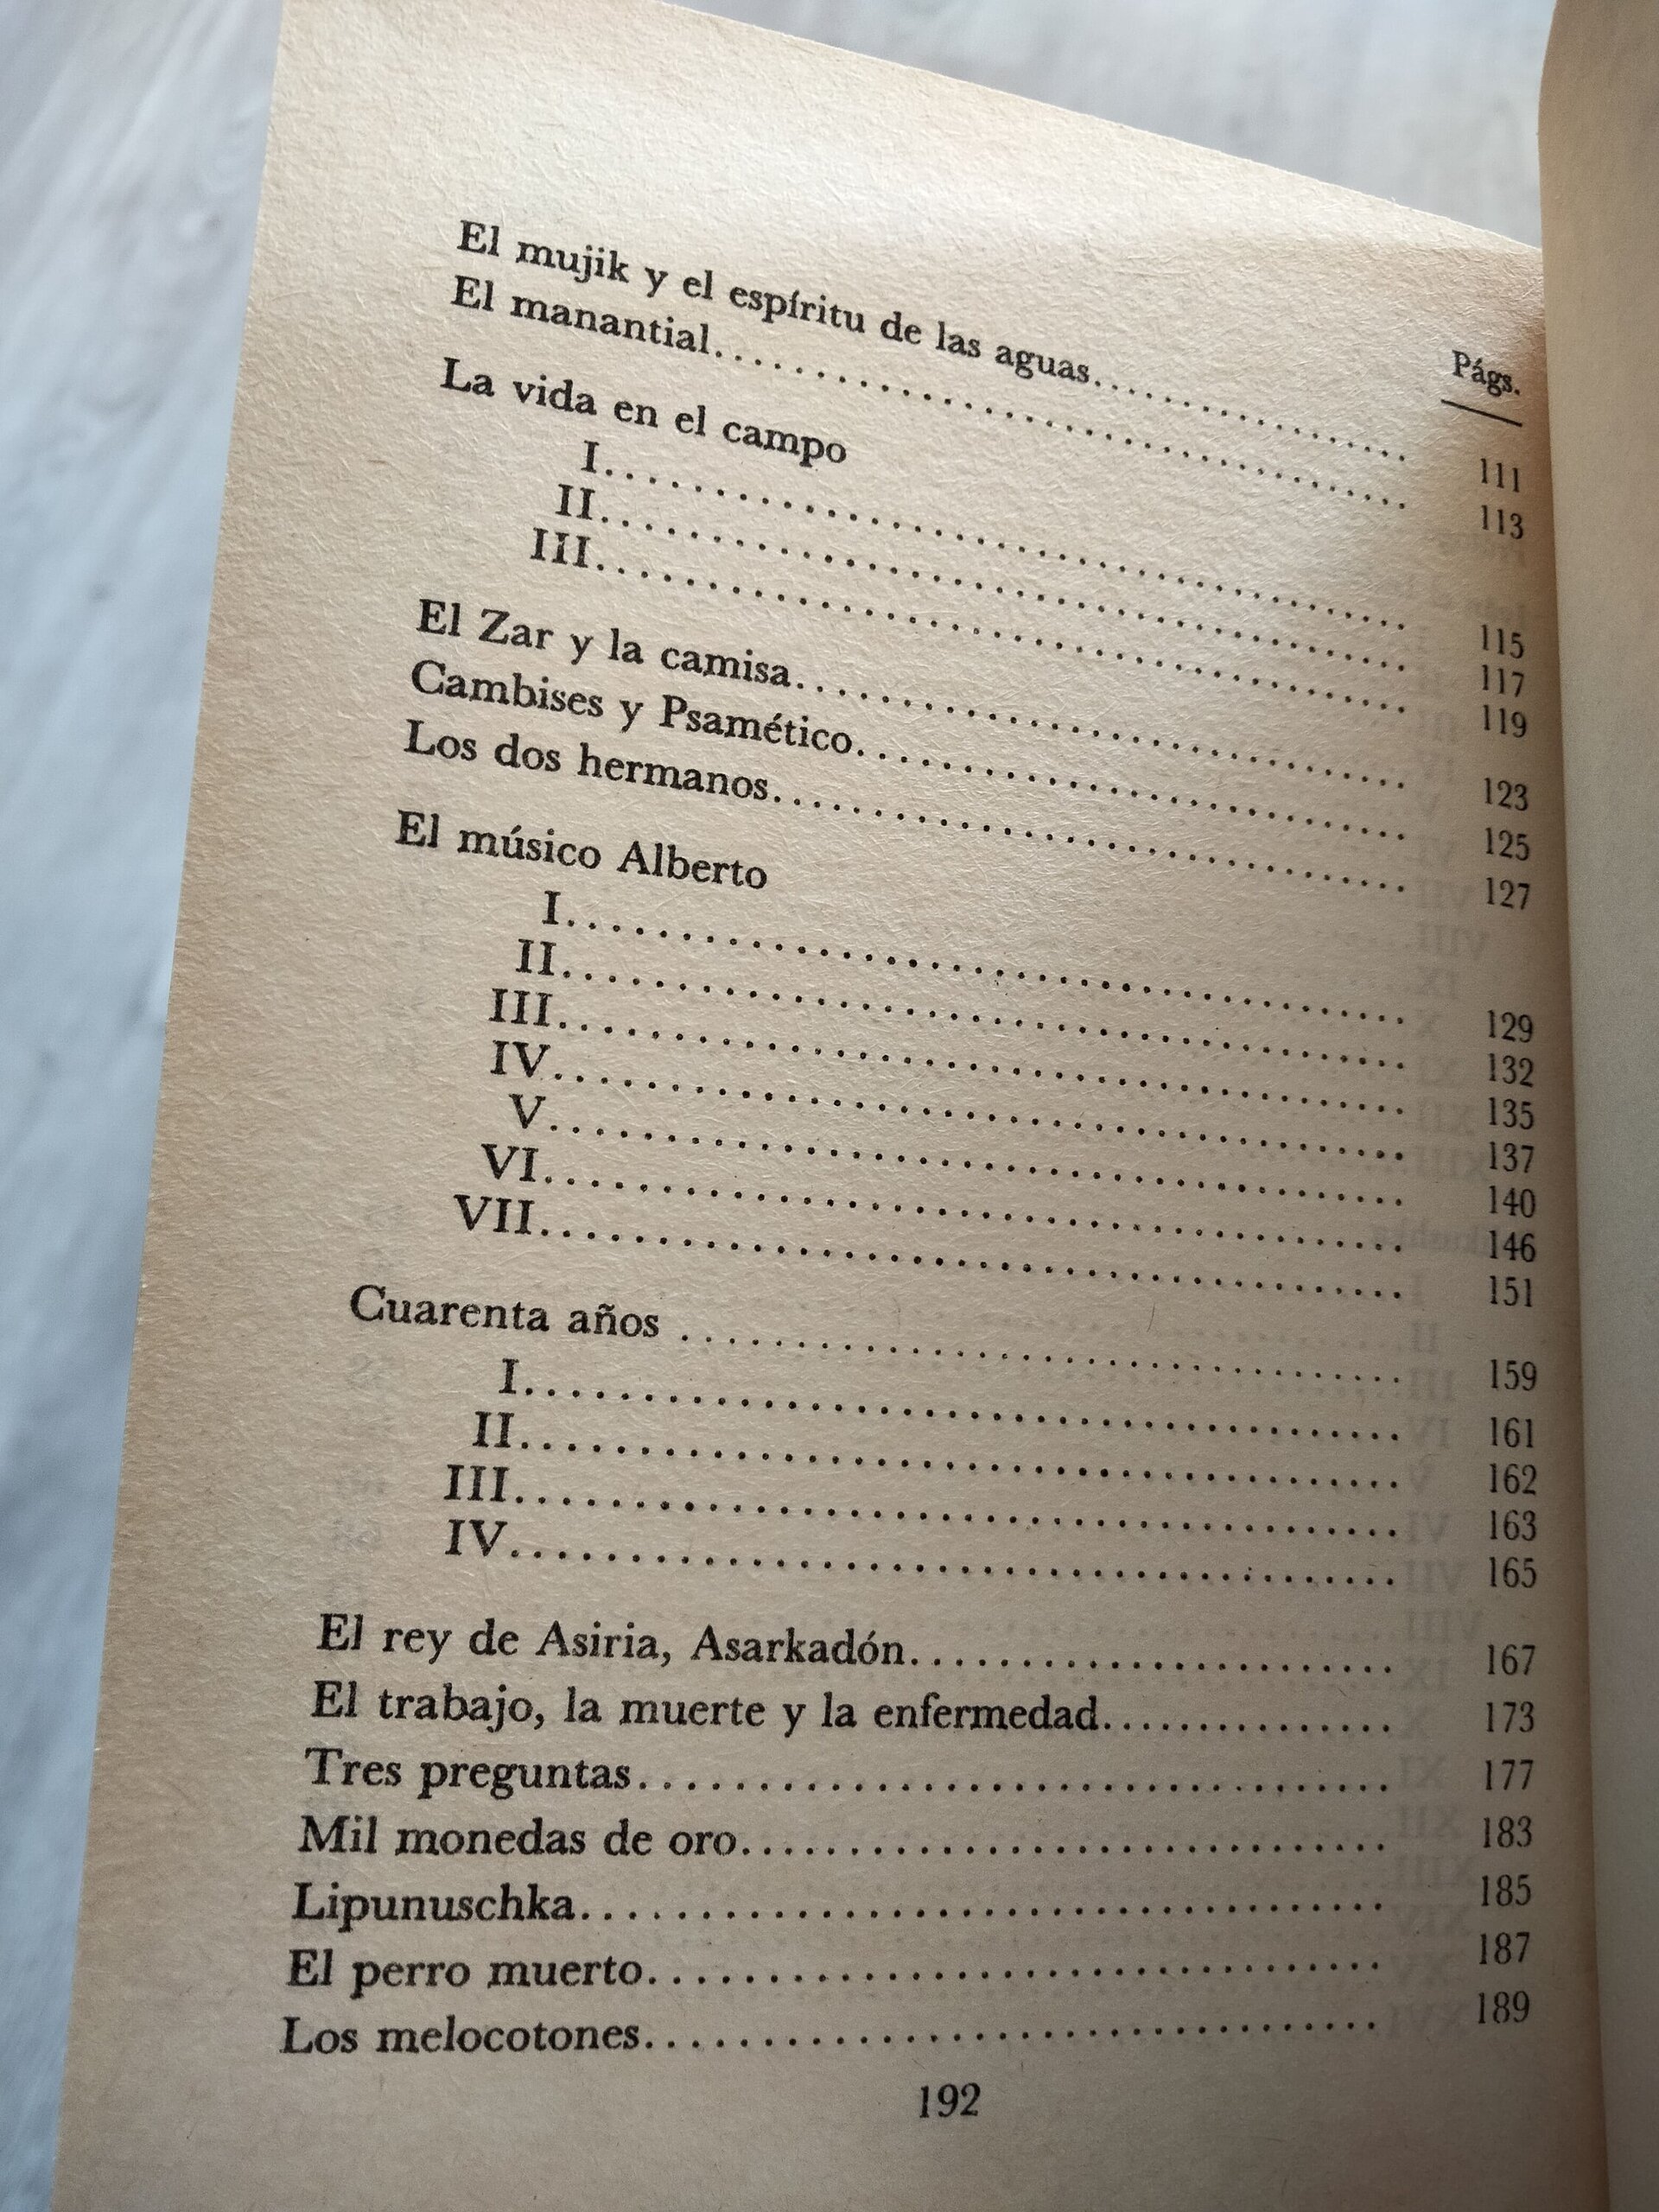 Págs.
El mujik y el espíritu de las aguas.................. 111
El manantial.................................. 113
La vida en el campo
I.......................................... 115
II.......................................... 117
III.......................................... 119
El Zar y la camisa.............................. 123
Cambises y Psamético.......................... 125
Los dos hermanos.............................. 127
El músico Alberto
I.......................................... 129
II.......................................... 132
III.......................................... 135
IV.......................................... 137
V.......................................... 140
VI.......................................... 146
VII.......................................... 151
Cuarenta años ................................ 159
I.......................................... 161
II.......................................... 162
III.......................................... 163
IV.......................................... 165
El rey de Asiria, Asarkadón...................... 167
El trabajo, la muerte y la enfermedad............... 173
Tres preguntas.................................. 177
Mil monedas de oro.............................. 183
Lipunuschka.................................... 185
El perro muerto.................................. 187
Los melocotones.................................. 189
192